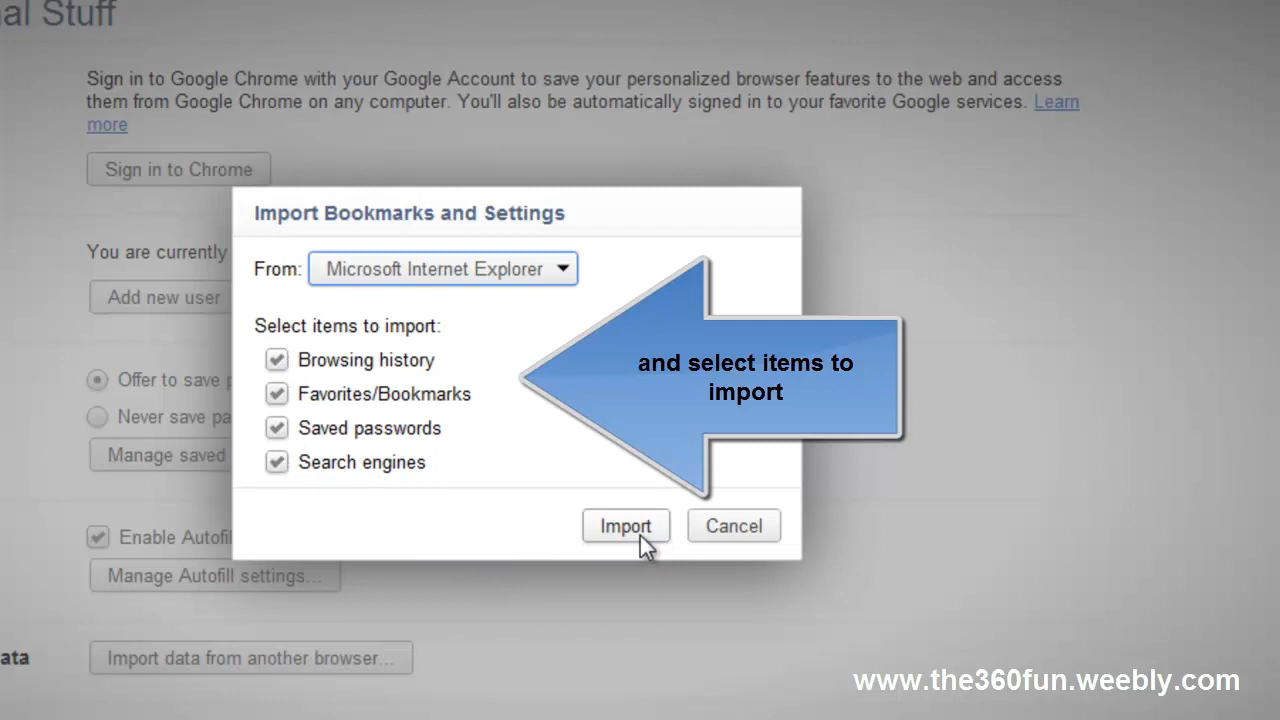 al Stuff
Sign in to Google Chrome with your Google Account to save your personalized browser features to the web and access
them from Google Chrome on any computer. You'll also be automatically signed in to your favorite Google services. Learn
more
Sign in to Chrome
Import Bookmarks and Settings
You are currently
From: Microsoft Internet Explorer
Add new user
Select items to import:
Browsing history
and select items to
import
Offer to save p
Favorites/Bookmarks
Never save pa
Saved passwords
Manage saved
Search engines
Import
Cancel
Enable Autofil
Manage Autofill settings...
ata
Import data from another browser...
www.the360fun.weebly.com